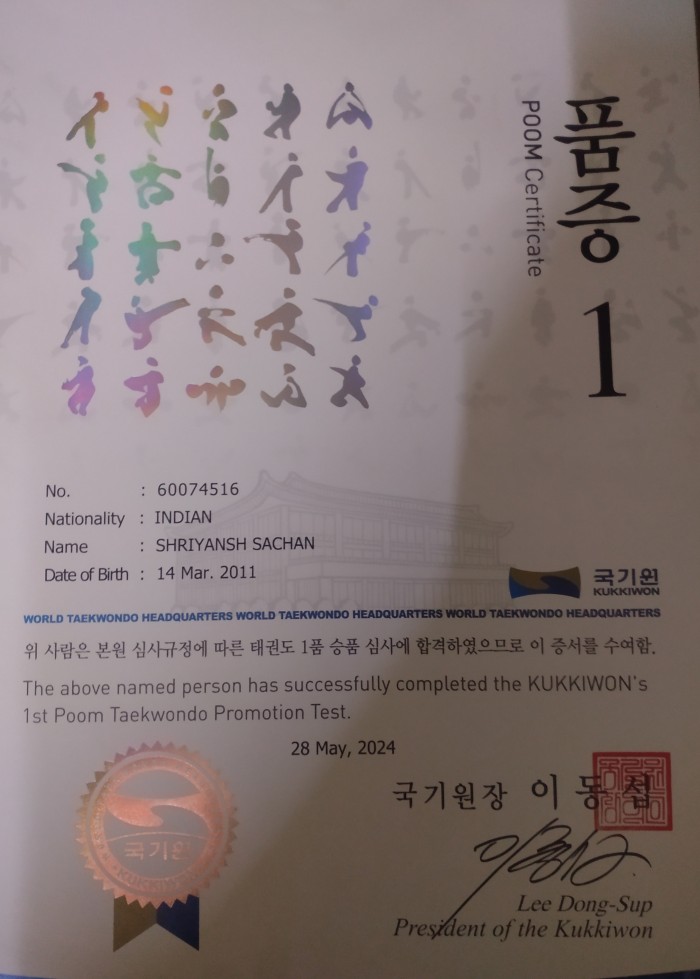 품증
POOM Certificate
1
No. : 60074516
Nationality : INDIAN
Name : SHRIYANSH SACHAN
Date of Birth : 14 Mar. 2011
국기원
KUKKIWON
WORLD TAEKWONDO HEADQUARTERS WORLD TAEKWONDO HEADQUARTERS WORLD TAEKWONDO HEADQUARTERS
위 사람은 본원 심사규정에 따른 태권도 1품 승품 심사에 합격하였으므로 이 증서를 수여함.
The above named person has successfully completed the KUKKIWON's
1st Poom Taekwondo Promotion Test.
28 May, 2024
국기원
KUKKIWON
국기원장 이동섭
Lee Dong-Sup
President of the Kukkiwon